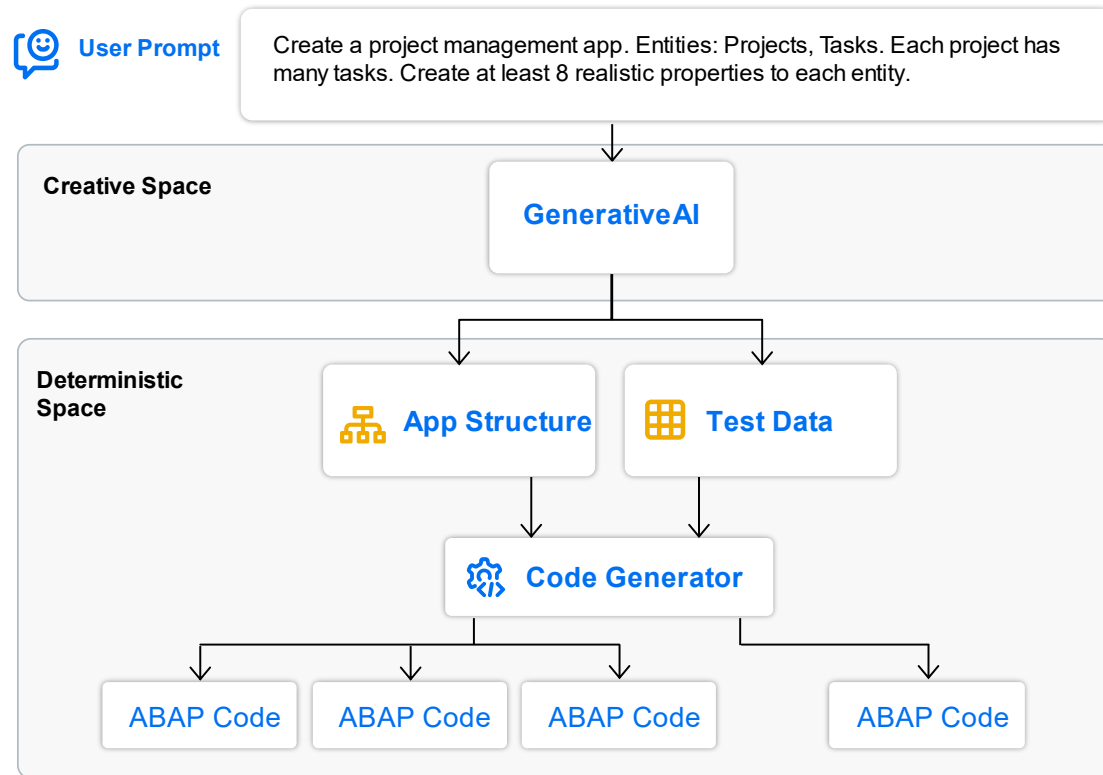 User Prompt
Create a project management app. Entities: Projects, Tasks. Each project has
many tasks. Create at least 8 realistic properties to each entity.
Creative Space
Generative AI
Deterministic
Space
App Structure
Test Data
Code Generator
ABAP Code
ABAP Code
ABAP Code
ABAP Code